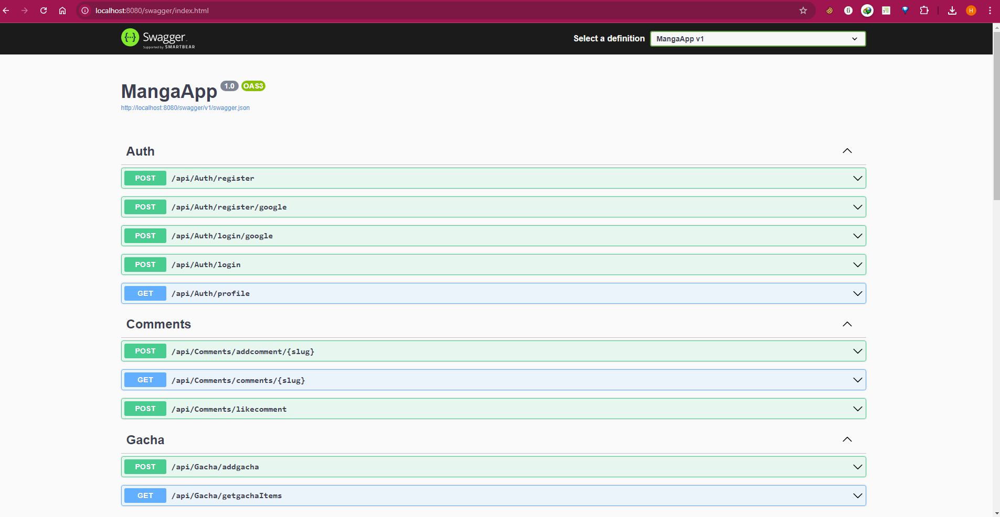 localhost:8080/swagger/index.html
Swagger
Supported by SMARTBEAR
Select a definition
MangaApp v1
MangaApp 1.0 OAS3
http://localhost:8080/swagger/v1/swagger.json
Auth
POST /api/Auth/register
POST /api/Auth/register/google
POST /api/Auth/login/google
POST /api/Auth/login
GET /api/Auth/profile
Comments
POST /api/Comments/addcomment/{slug}
GET /api/Comments/comments/{slug}
POST /api/Comments/likecomment
Gacha
POST /api/Gacha/addgacha
GET /api/Gacha/getgachaItems
H